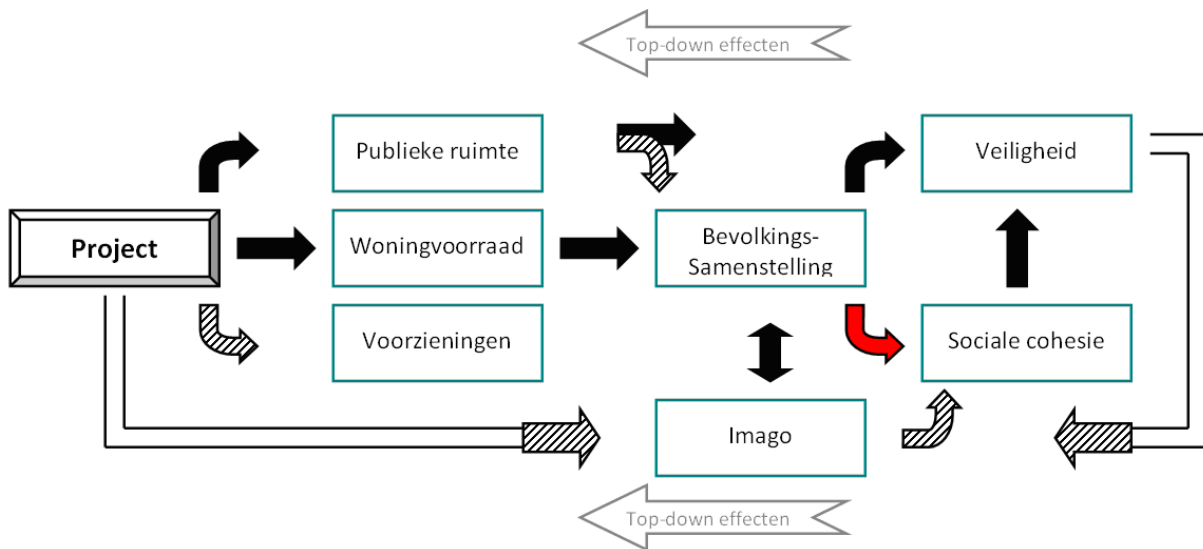 Top-down effecten
Publieke ruimte
Veiligheid
Project
Woningvoorraad
Bevolkings-
Samenstelling
Voorzieningen
Sociale cohesie
Imago
Top-down effecten